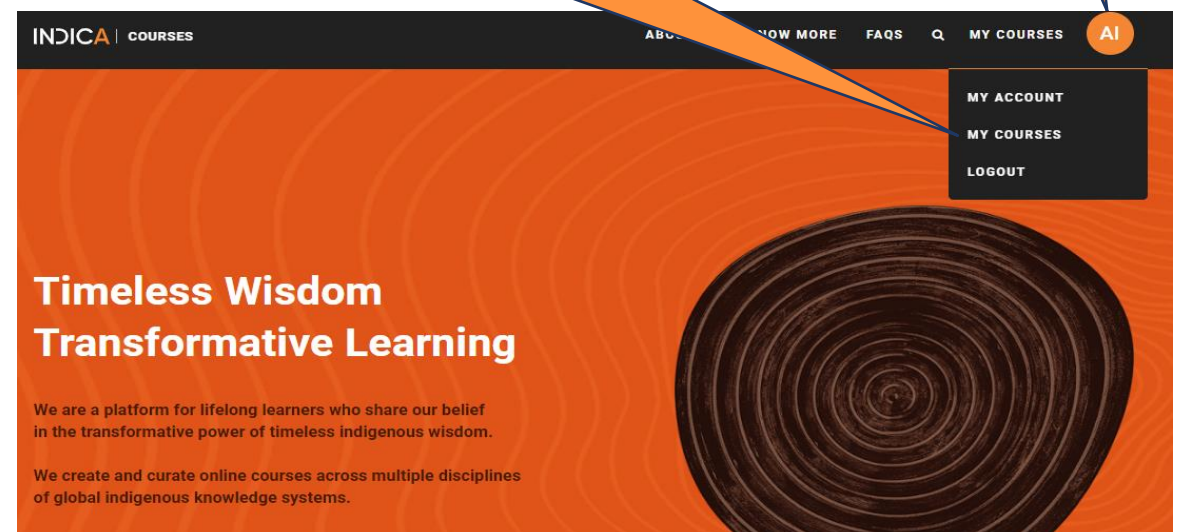 INDICA | COURSES
MORE FAQS MY COURSES AI
MY ACCOUNT
MY COURSES
LOGOUT
Timeless Wisdom
Transformative Learning
We are a platform for lifelong learners who share our belief
in the transformative power of timeless indigenous wisdom.
We create and curate online courses across multiple disciplines
of global indigenous knowledge systems.